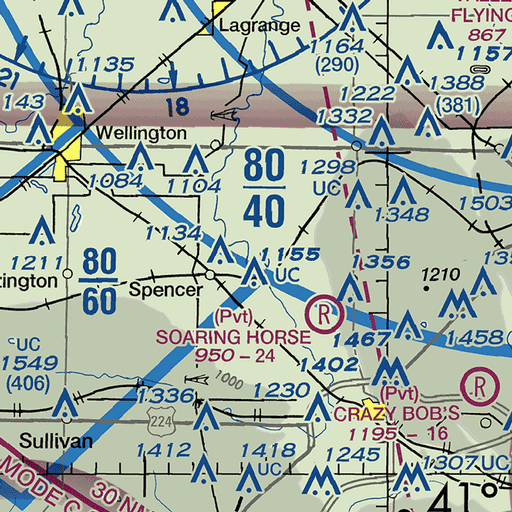 Lagrange
FLYING
867
1164
(290)
1157
1135
21
143
18
1388
(381)
1222
1332
Wellington
80
40
1298
UC
1084
1104
1348
1503
1134
1211
80
60
1155
UC
1356
1210
135
ington
Spencer
(Pvt)
SOARING HORSE
950 - 24
R
1467
1458
UC
1549
(406)
1000
1402
1336
1230
(Pvt)
CRAZY BOB'S
1195 - 16
R
224
Sullivan
1412
1418
UC
1245
1307 UC
MODE C
30 NM
41°